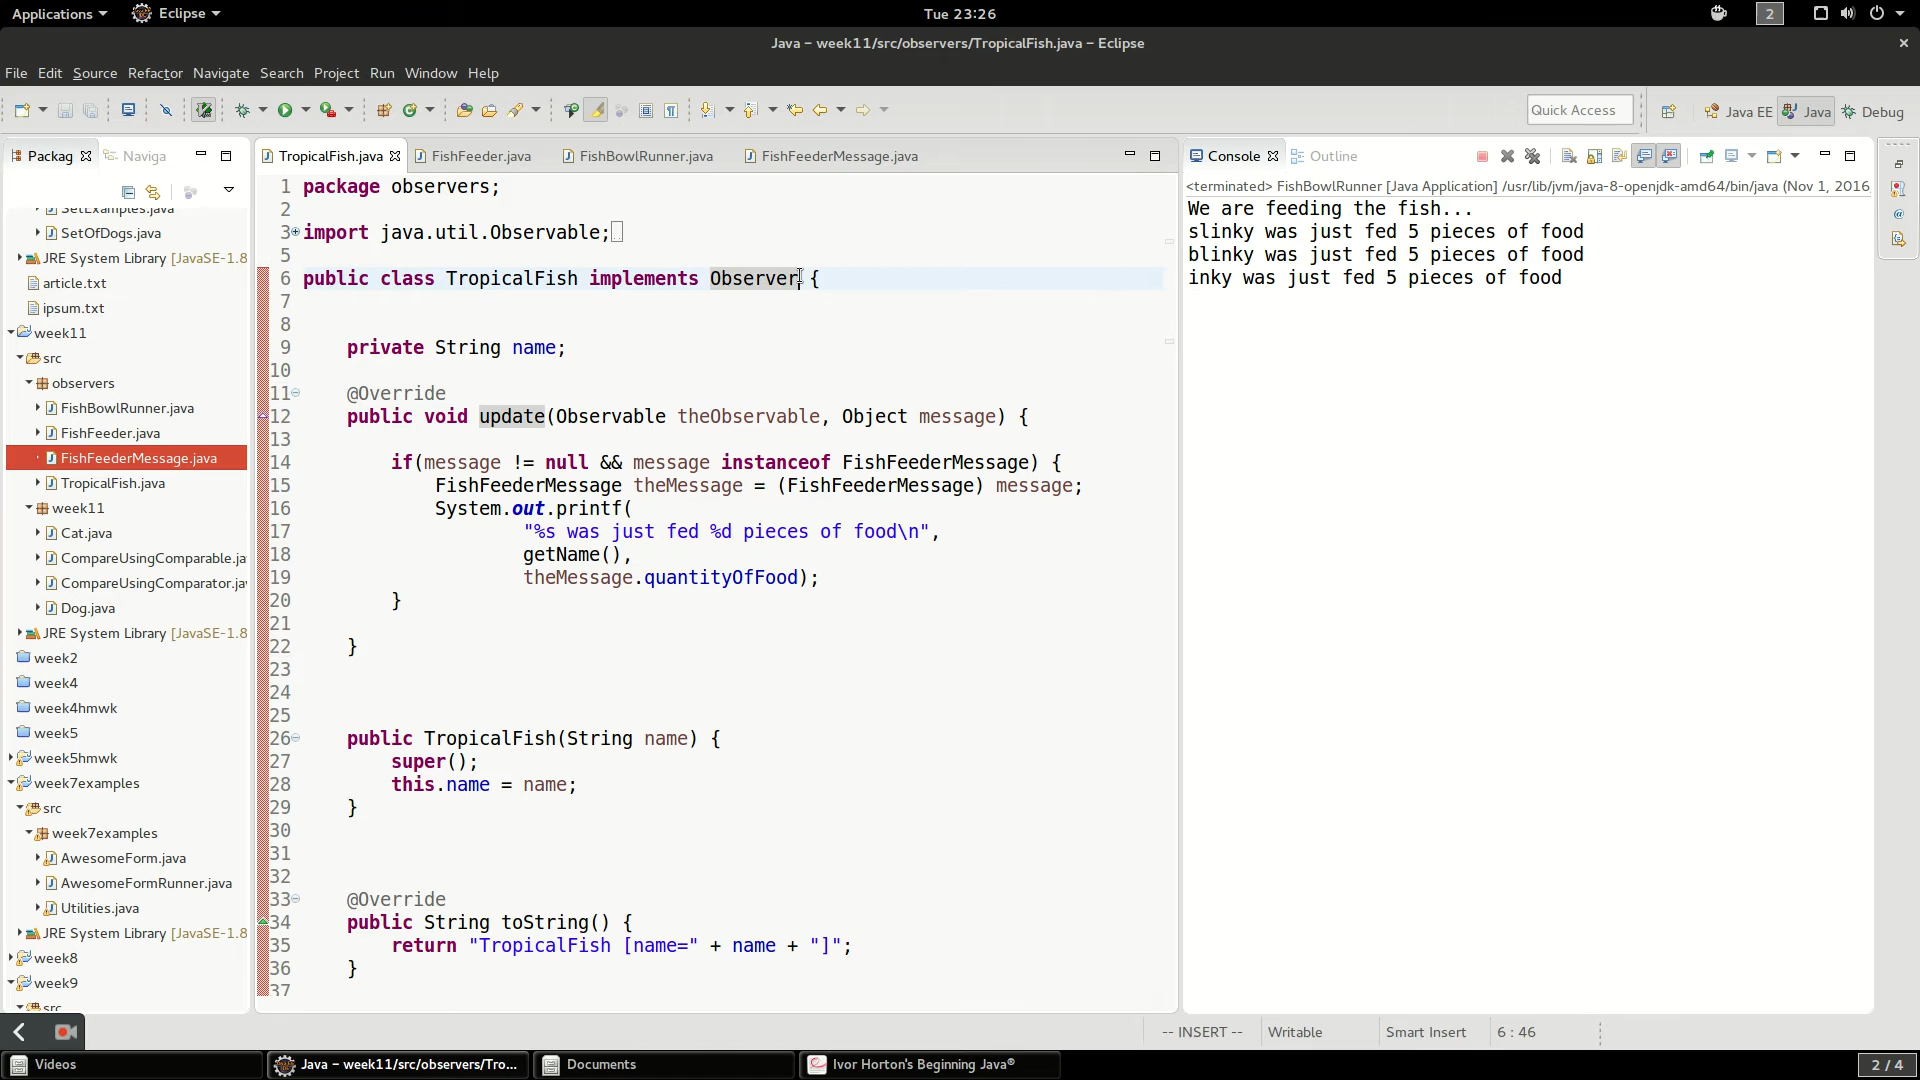 Applications Eclipse Tue 23:26 2
Java – week11/src/observers/TropicalFish.java – Eclipse
File Edit Source Refactor Navigate Search Project Run Window Help
Quick Access Java EE Java Debug
Packag Naviga
SetExamples.java
SetOfDogs.java
JRE System Library [JavaSE-1.8
article.txt
ipsum.txt
week11
src
observers
FishBowlRunner.java
FishFeeder.java
FishFeederMessage.java
TropicalFish.java
week11
Cat.java
CompareUsingComparable.ja
CompareUsingComparator.ja
Dog.java
JRE System Library [JavaSE-1.8
week2
week4
week4hmwk
week5
week5hmwk
week7examples
src
week7examples
AwesomeForm.java
AwesomeFormRunner.java
Utilities.java
JRE System Library [JavaSE-1.8
week8
week9
src
TropicalFish.java FishFeeder.java FishBowlRunner.java FishFeederMessage.java
1 package observers;
2
3 import java.util.Observable;
5
6 public class TropicalFish implements Observer {
7
8
9 private String name;
10
11 @Override
12 public void update(Observable theObservable, Object message) {
13
14 if(message != null && message instanceof FishFeederMessage) {
15 FishFeederMessage theMessage = (FishFeederMessage) message;
16 System.out.printf(
17 "%s was just fed %d pieces of food\n",
18 getName(),
19 theMessage.quantityOfFood);
20 }
21
22 }
23
24
25
26 public TropicalFish(String name) {
27 super();
28 this.name = name;
29 }
30
31
32
33 @Override
34 public String toString() {
35 return "TropicalFish [name=" + name + "]";
36 }
37
Console Outline
<terminated> FishBowlRunner [Java Application] /usr/lib/jvm/java-8-openjdk-amd64/bin/java (Nov 1, 2016
We are feeding the fish...
slinky was just fed 5 pieces of food
blinky was just fed 5 pieces of food
inky was just fed 5 pieces of food
-- INSERT -- Writable Smart Insert 6 : 46
Videos Java – week11/src/observers/Tro... Documents Ivor Horton's Beginning Java® 2 / 4